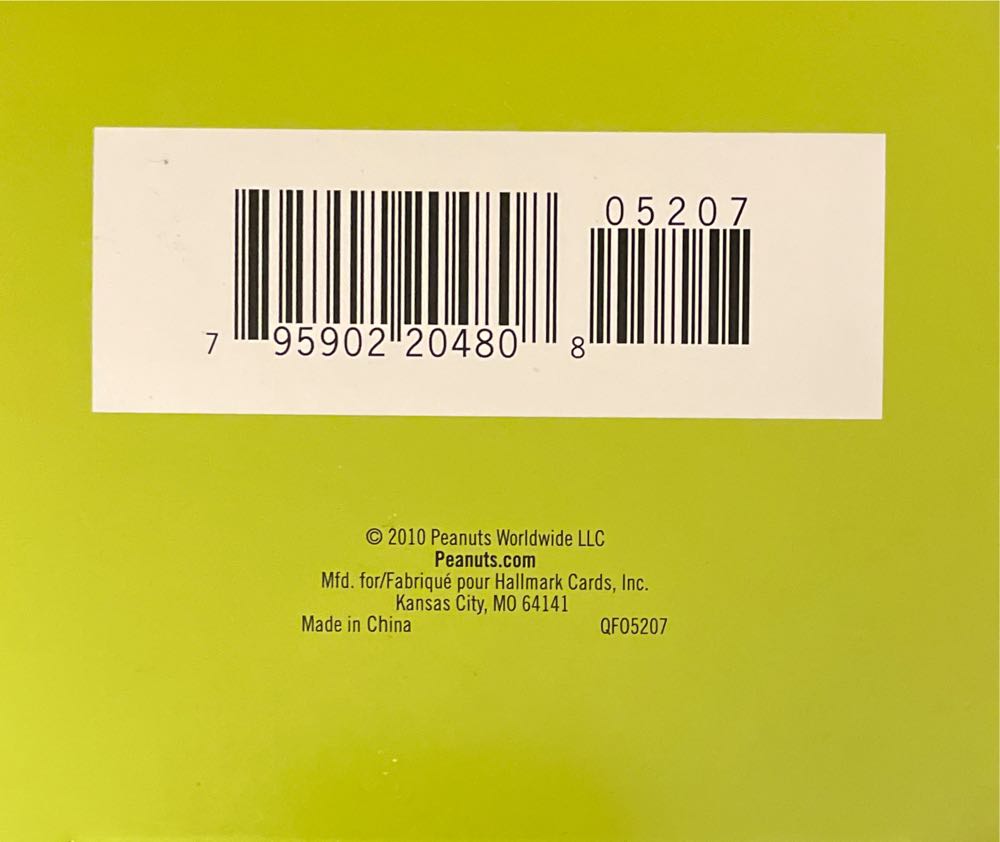 05207
7 95902 20480 8
© 2010 Peanuts Worldwide LLC
Peanuts.com
Mfd. for/Fabriqué pour Hallmark Cards, Inc.
Kansas City, MO 64141
Made in China QFO5207